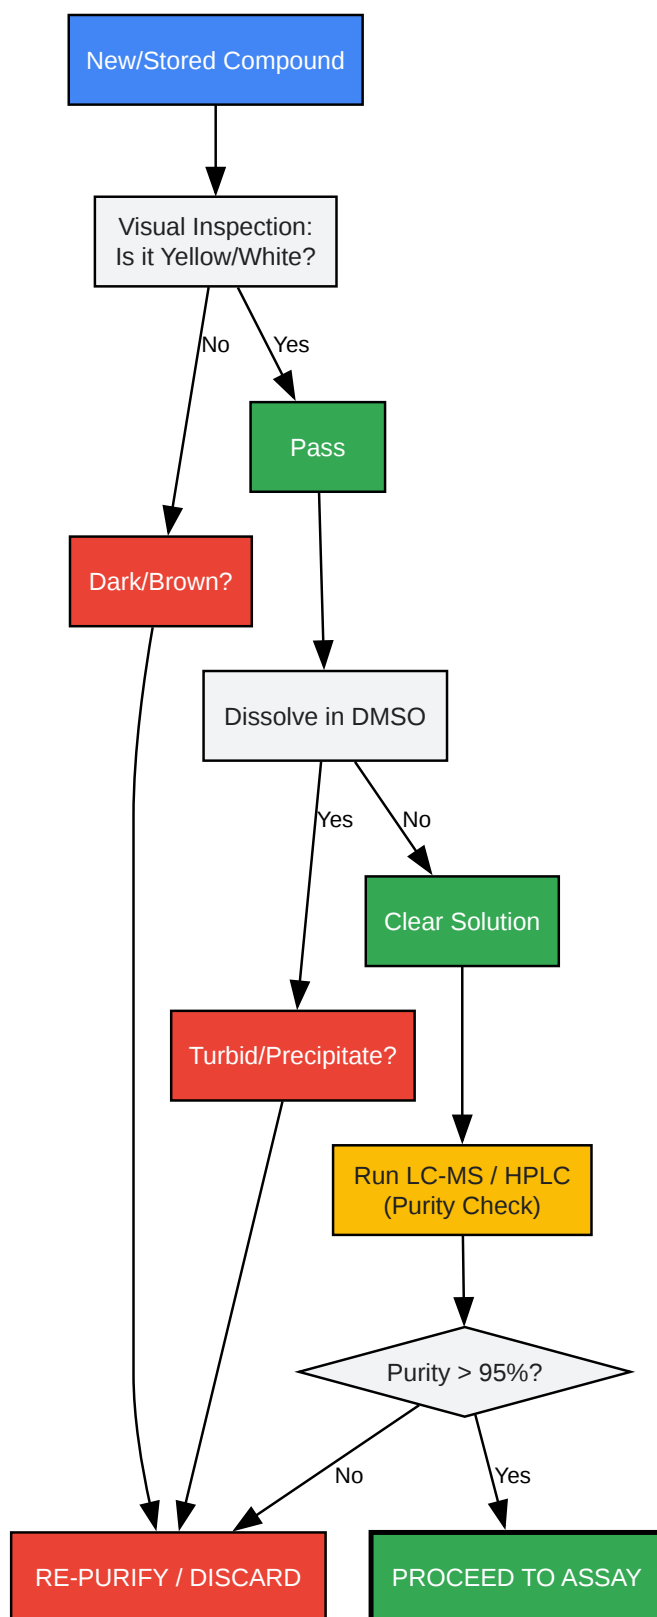 New/Stored Compound
Visual Inspection:
Is it Yellow/White?
No
Yes
Pass
Dark/Brown?
Dissolve in DMSO
Yes
No
Clear Solution
Turbid/Precipitate?
Run LC-MS / HPLC
(Purity Check)
Purity > 95%?
No
Yes
RE-PURIFY / DISCARD
PROCEED TO ASSAY